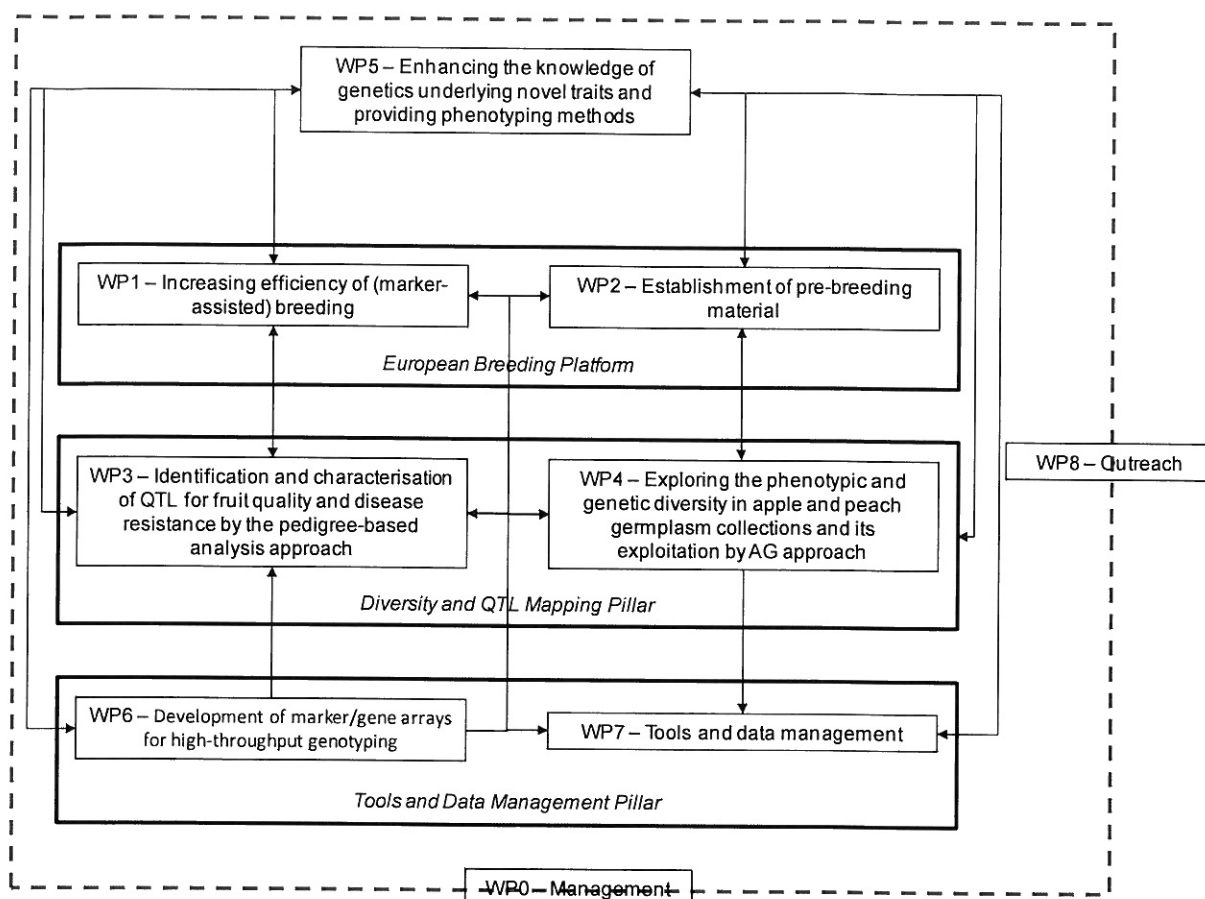 WP5 – Enhancing the knowledge of
genetics underlying novel traits and
providing phenotyping methods
WP1 – Increasing efficiency of (marker-
assisted) breeding
WP2 – Establishment of pre-breeding
material
European Breeding Platform
WP3 – Identification and characterisation
of QTL for fruit quality and disease
resistance by the pedigree-based
analysis approach
WP4 – Exploring the phenotypic and
genetic diversity in apple and peach
germplasm collections and its
exploitation by AG approach
Diversity and QTL Mapping Pillar
WP8 – Outreach
WP6 – Development of marker/gene arrays
for high-throughput genotyping
WP7 – Tools and data management
Tools and Data Management Pillar
WP0 – Management